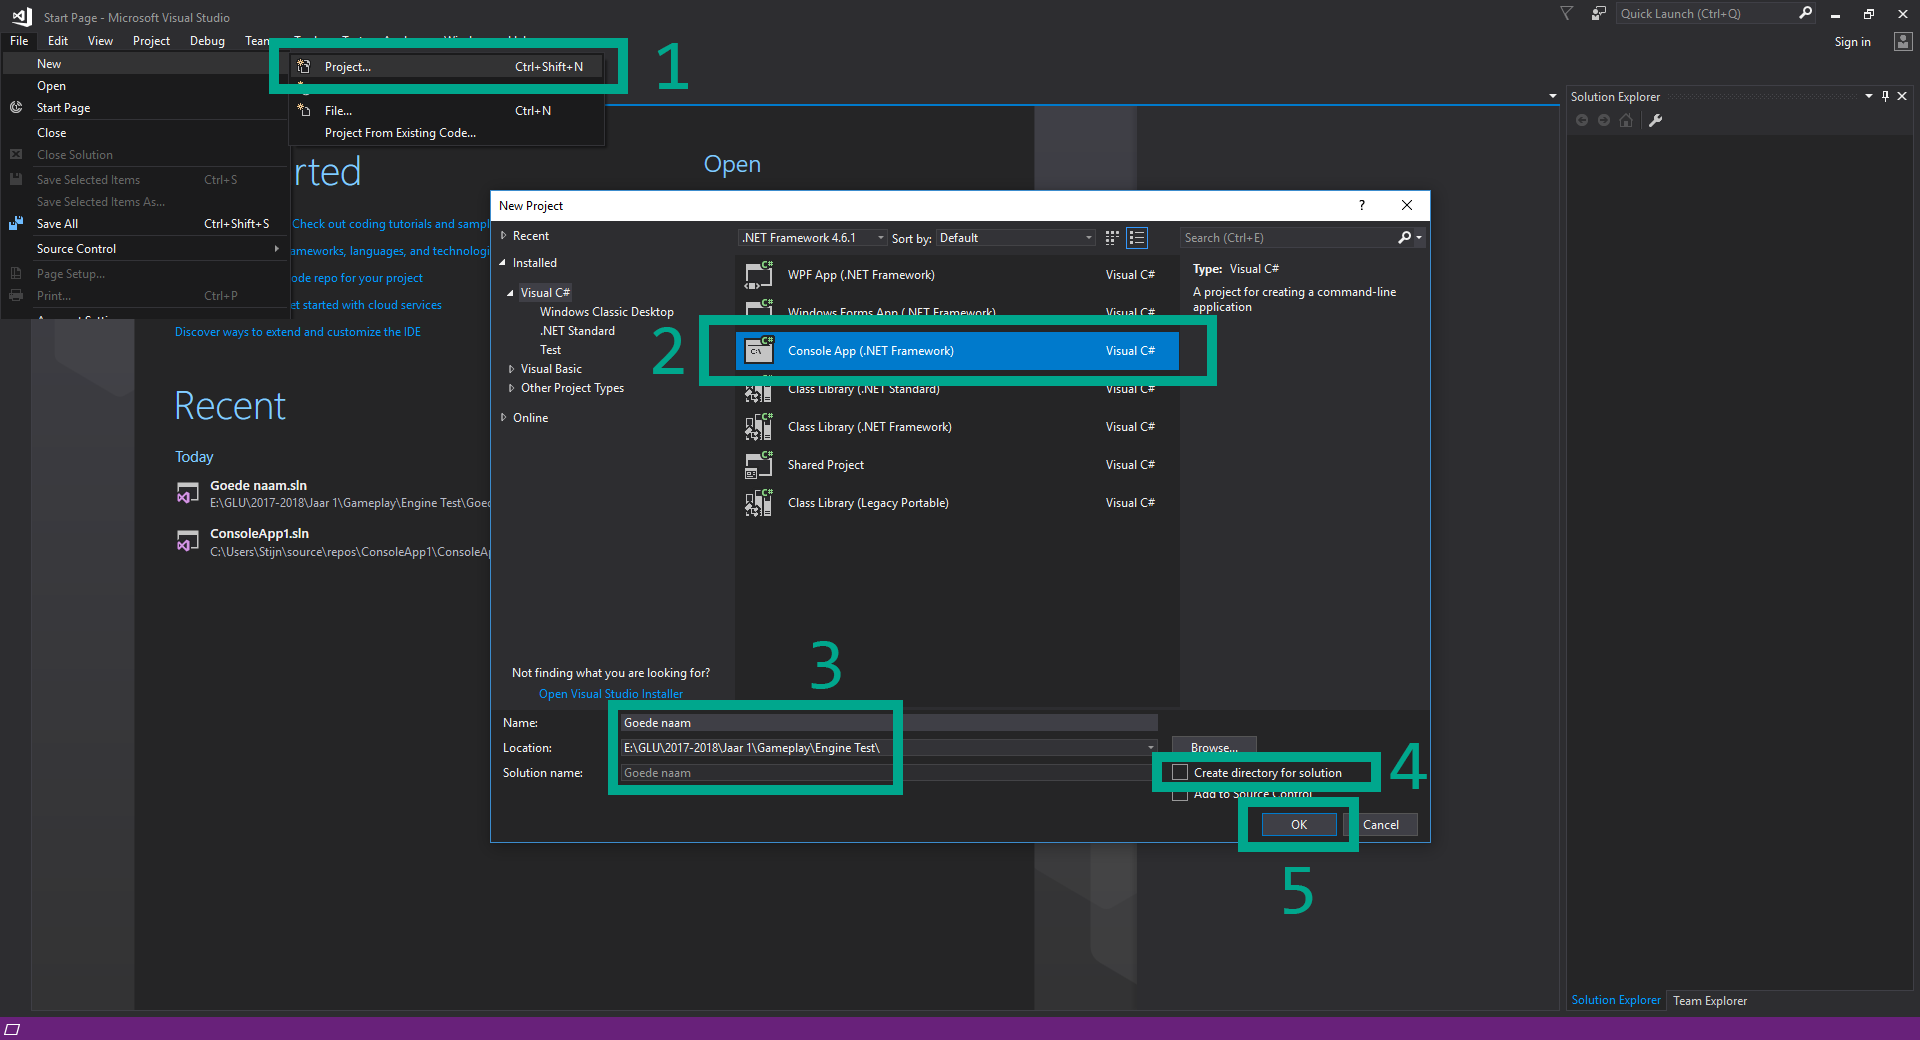 Start Page - Microsoft Visual Studio
Quick Launch (Ctrl+Q)
File Edit View Project Debug
Sign in
New
Project... Ctrl+Shift+N
1
Open
Start Page
File... Ctrl+N
Project From Existing Code...
Close
Close Solution
Save Selected Items Ctrl+S
Save Selected Items As...
Save All Ctrl+Shift+S
Source Control
Page Setup...
Print... Ctrl+P
rted
Check out coding tutorials and sampl
ameworks, languages, and technologi
ode repo for your project
et started with cloud services
Discover ways to extend and customize the IDE
Recent
Today
Goede naam.sln
E:\GLU\2017-2018\Jaar 1\Gameplay\Engine Test\Goed
ConsoleApp1.sln
C:\Users\Stijn\source\repos\ConsoleApp1\ConsoleAp
Open
New Project
?
Recent
Installed
Visual C#
Windows Classic Desktop
.NET Standard
Test
Visual Basic
Other Project Types
Online
Not finding what you are looking for?
Open Visual Studio Installer
.NET Framework 4.6.1 Sort by: Default
Search (Ctrl+E)
WPF App (.NET Framework) Visual C#
Windows Forms App (.NET Framework) Visual C#
2
Console App (.NET Framework) Visual C#
Class Library (.NET Standard) Visual C#
Class Library (.NET Framework) Visual C#
Shared Project Visual C#
Class Library (Legacy Portable) Visual C#
Type: Visual C#
A project for creating a command-line
application
3
Name: Goede naam
Location: E:\GLU\2017-2018\Jaar 1\Gameplay\Engine Test\
Browse...
Solution name: Goede naam
Create directory for solution
4
Add to Source Control
OK Cancel
5
Solution Explorer
Solution Explorer Team Explorer